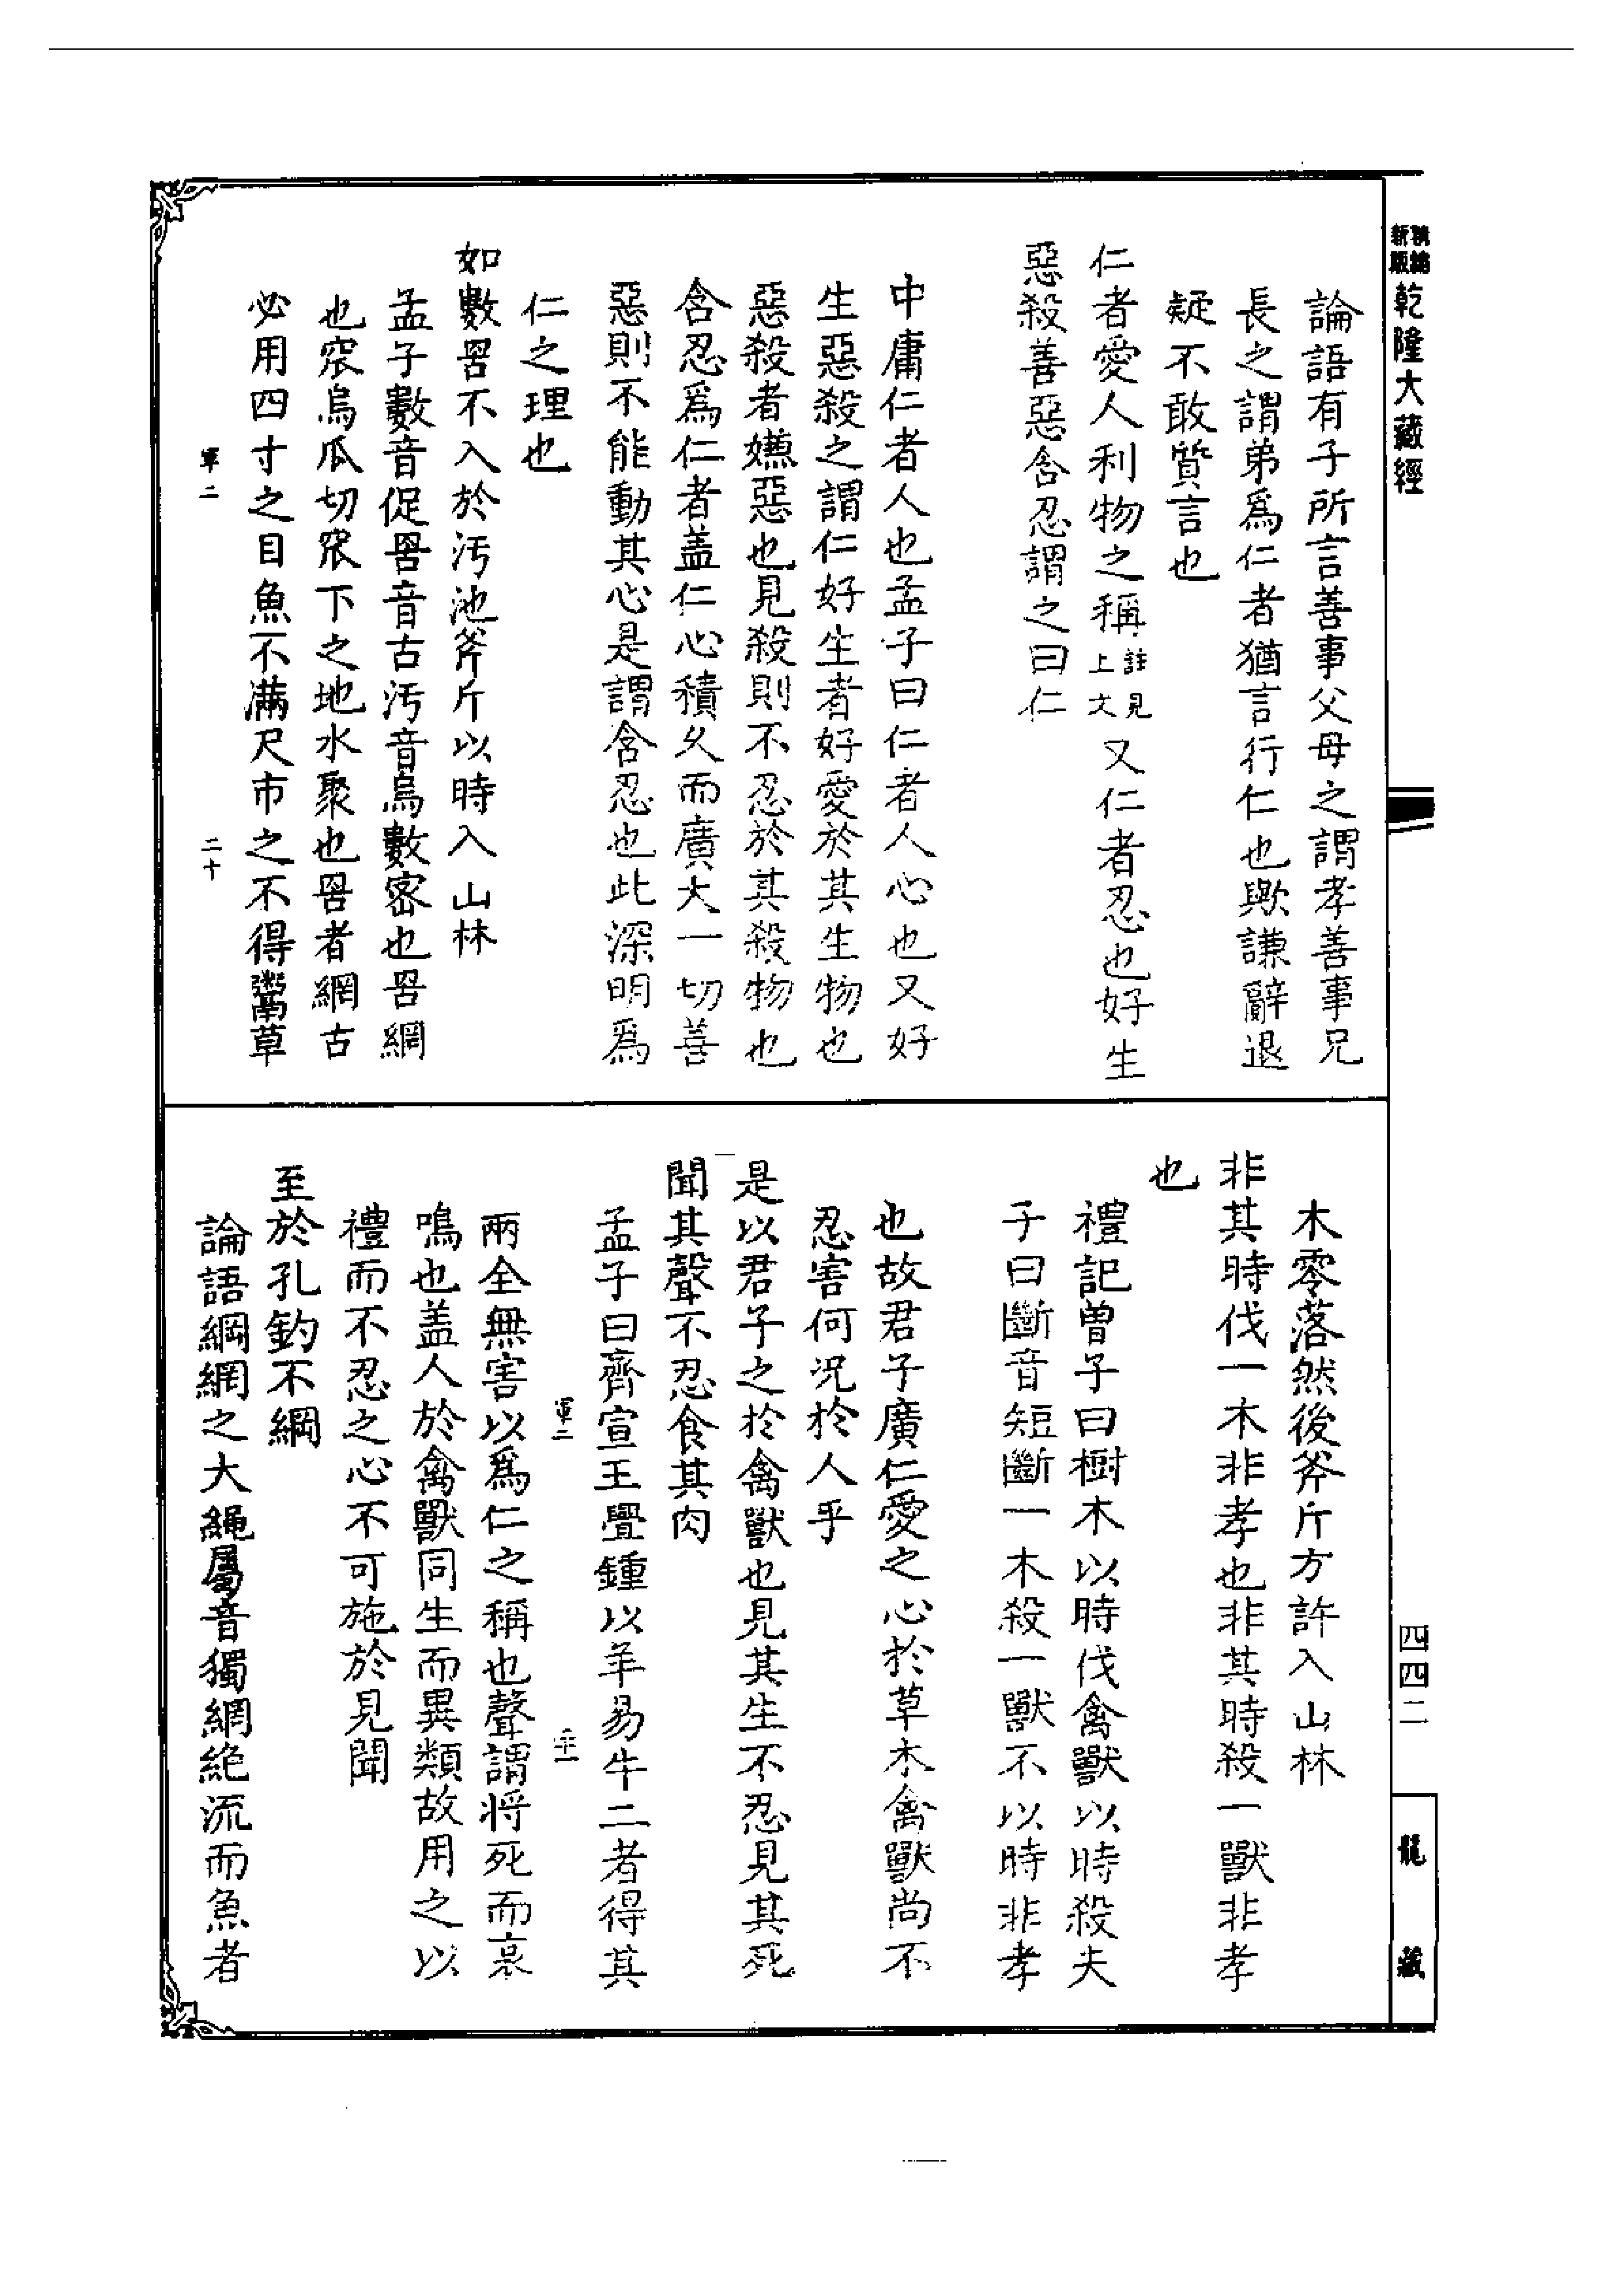 新編
新版
乾隆大藏經
四四二
龍藏
論語有子所言善事父母之謂孝善事兄
長之謂弟爲仁者猶言行仁也歟謙辭退
疑不敢質言也
仁者愛人利物之稱註見上文又仁者忍也好生
惡殺善惡含忍謂之曰仁
中庸仁者人也孟子曰仁者人心也又好
生惡殺之謂仁好生者好愛於其生物也
惡殺者嫌惡也見殺則不忍於其殺物也
含忍爲仁者盖仁心積久而廣大一切善
惡則不能動其心是謂含忍也此深明爲
仁之理也
如數罟不入於汚池斧斤以時入山林
孟子數音促罟音古汚音烏數密也罟網
也窊烏瓜切窊下之地水聚也罟者網古
必用四寸之目魚不滿尺市之不得鬻草
軍二
二十
木零落然後斧斤方許入山林
非其時伐一木非孝也非其時殺一獸非孝
也
禮記曾子曰樹木以時伐禽獸以時殺夫
子曰斷音短斷一木殺一獸不以時非孝
也故君子廣仁愛之心於草木禽獸尚不
忍害何況於人乎
是以君子之於禽獸也見其生不忍見其死
聞其聲不忍食其肉
孟子曰齊宣王舋鍾以羊易牛二者得其
軍二
二十一
兩全無害以爲仁之稱也聲謂将死而哀
鳴也盖人於禽獸同生而異類故用之以
禮而不忍之心不可施於見聞
至於孔釣不綱
論語綱網之大繩屬音獨網絶流而魚者